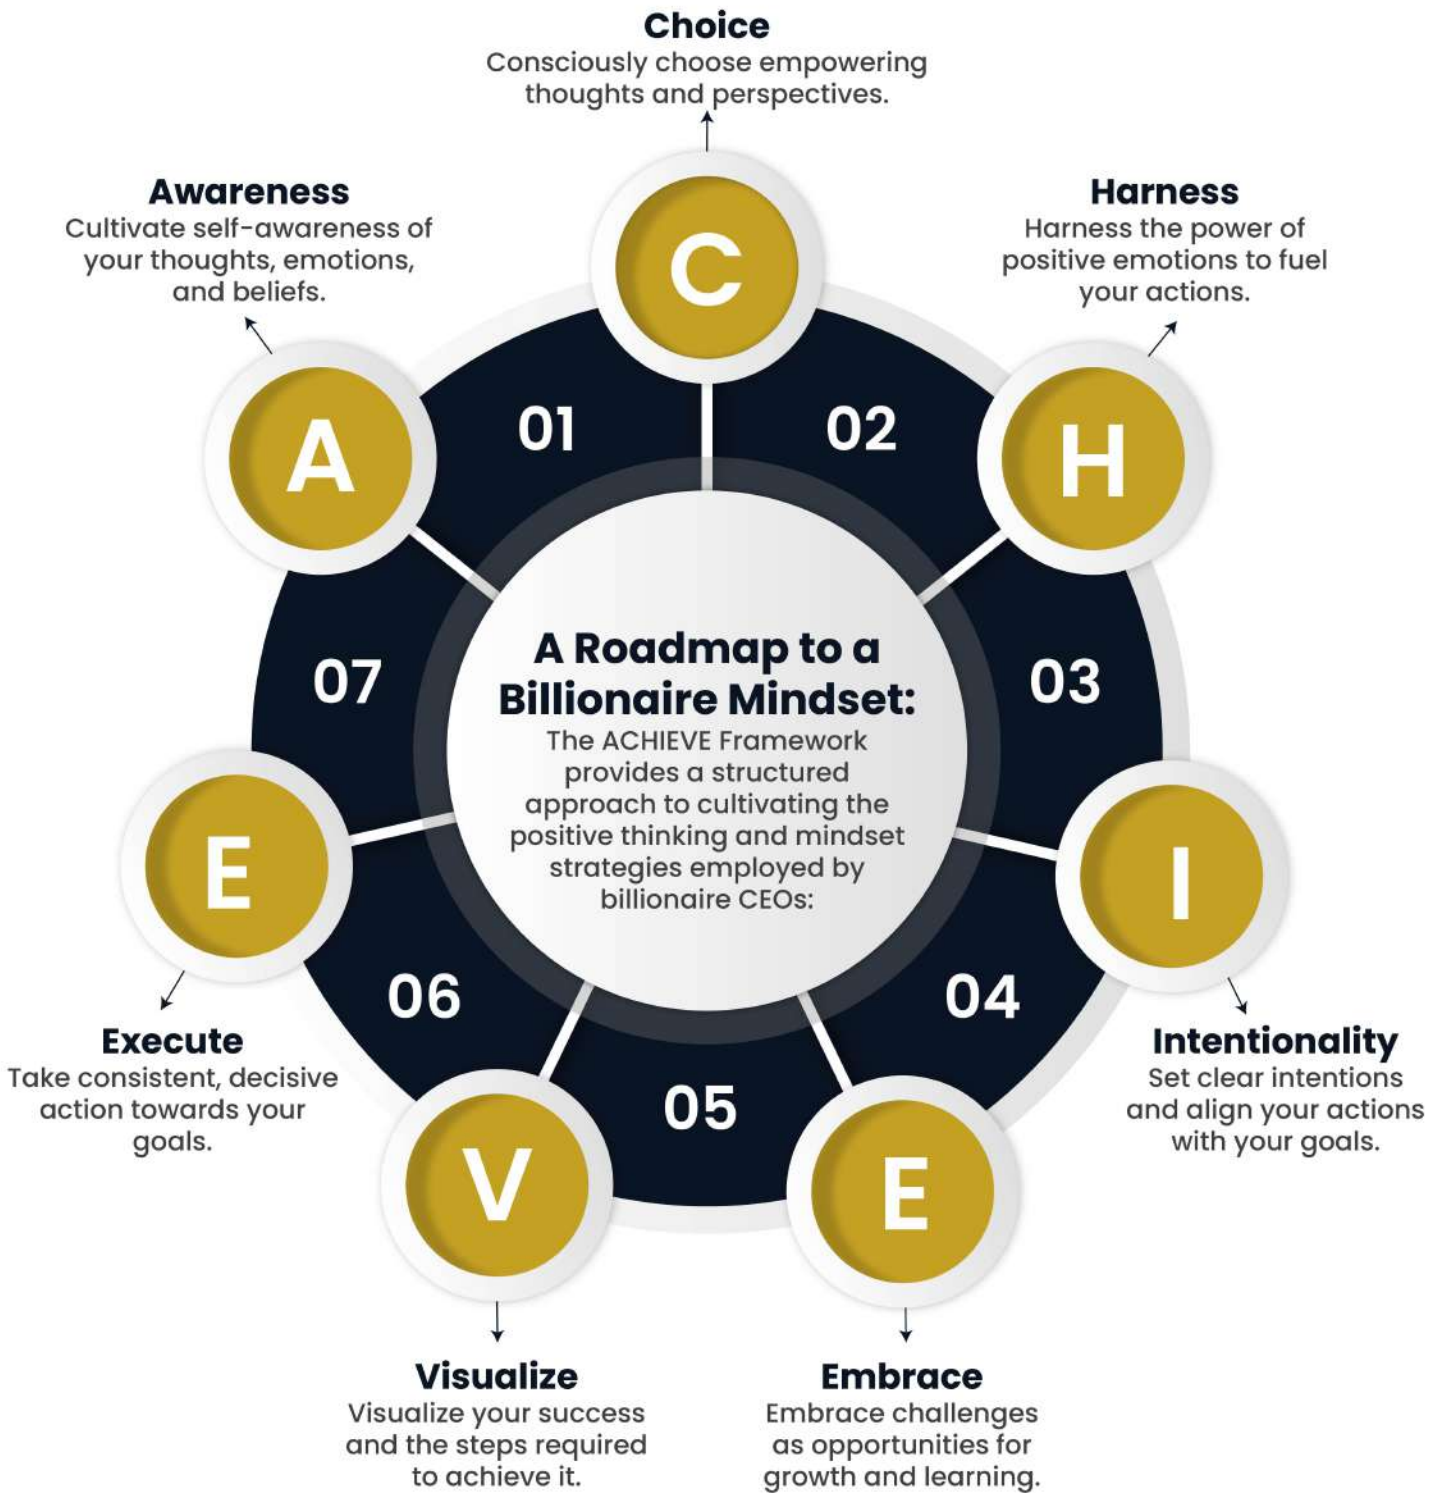 Choice
Consciously choose empowering
thoughts and perspectives.
Awareness
Cultivate self-awareness of
your thoughts, emotions,
and beliefs.
Harness
Harness the power of
positive emotions to fuel
your actions.
C
A
H
01
02
03
04
05
06
07
A Roadmap to a
Billionaire Mindset:
The ACHIEVE Framework
provides a structured
approach to cultivating the
positive thinking and mindset
strategies employed by
billionaire CEOs:
I
E
V
E
Intentionality
Set clear intentions
and align your actions
with your goals.
Embrace
Embrace challenges
as opportunities for
growth and learning.
Visualize
Visualize your success
and the steps required
to achieve it.
Execute
Take consistent, decisive
action towards your
goals.